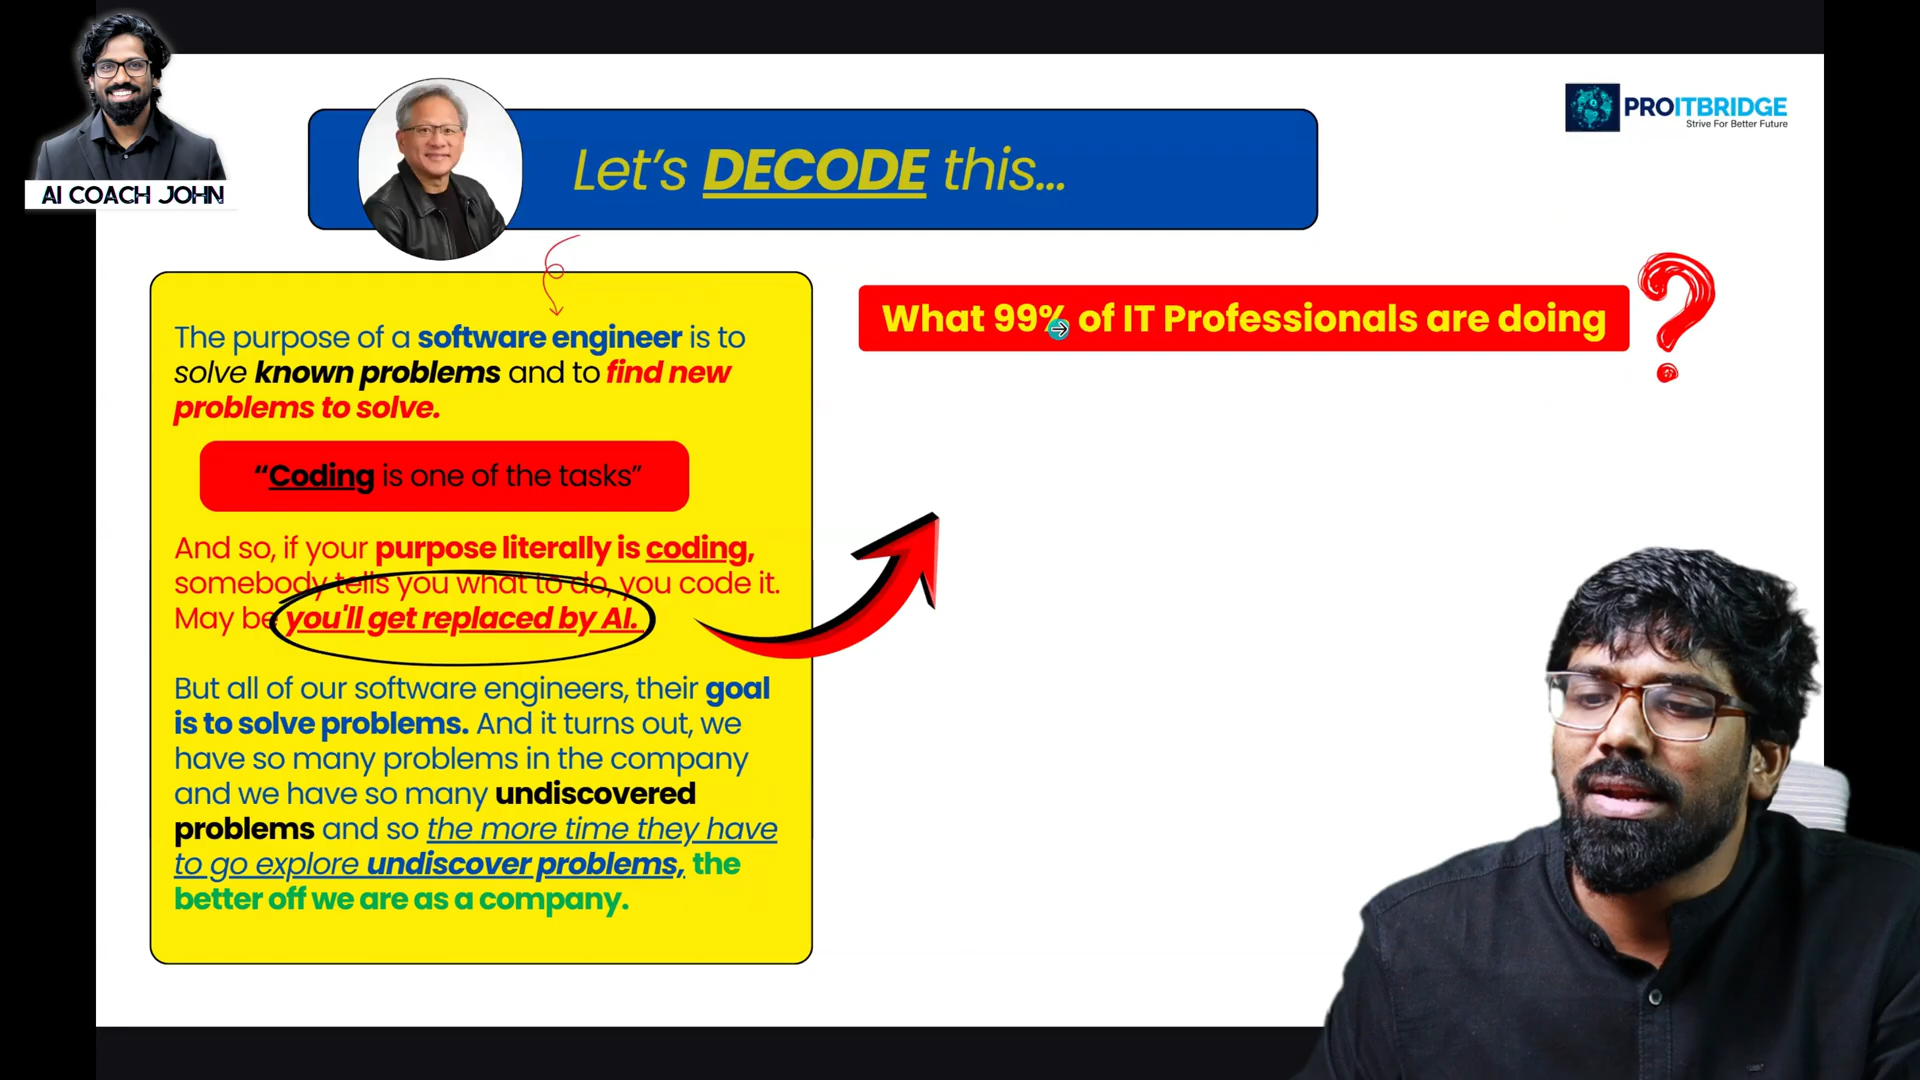 AI COACH JOHN
Let's DECODE this...
PROITBRIDGE
Strive For Better Future
The purpose of a software engineer is to
solve known problems and to find new
problems to solve.
“Coding is one of the tasks”
And so, if your purpose literally is coding,
somebody tells you what to do, you code it.
May be you'll get replaced by AI.
But all of our software engineers, their goal
is to solve problems. And it turns out, we
have so many problems in the company
and we have so many undiscovered
problems and so the more time they have
to go explore undiscover problems, the
better off we are as a company.
What 99% of IT Professionals are doing
?